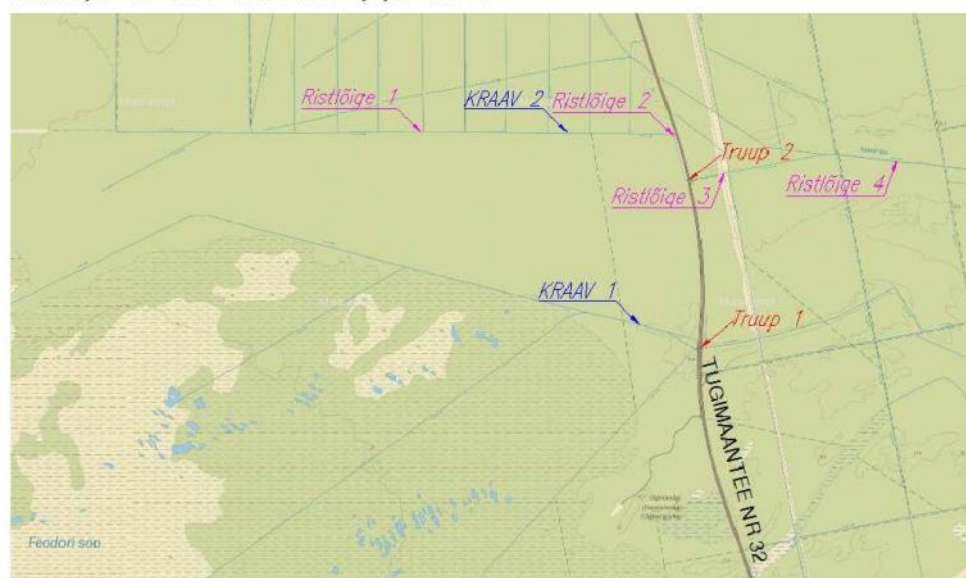 Ristlõige 1
KRAAV 2
Ristlõige 2
Truup 2
Ristlõige 3
Ristlõige 4
KRAAV 1
Truup 1
TUGIMAANTEE NR 32
Feodori soo